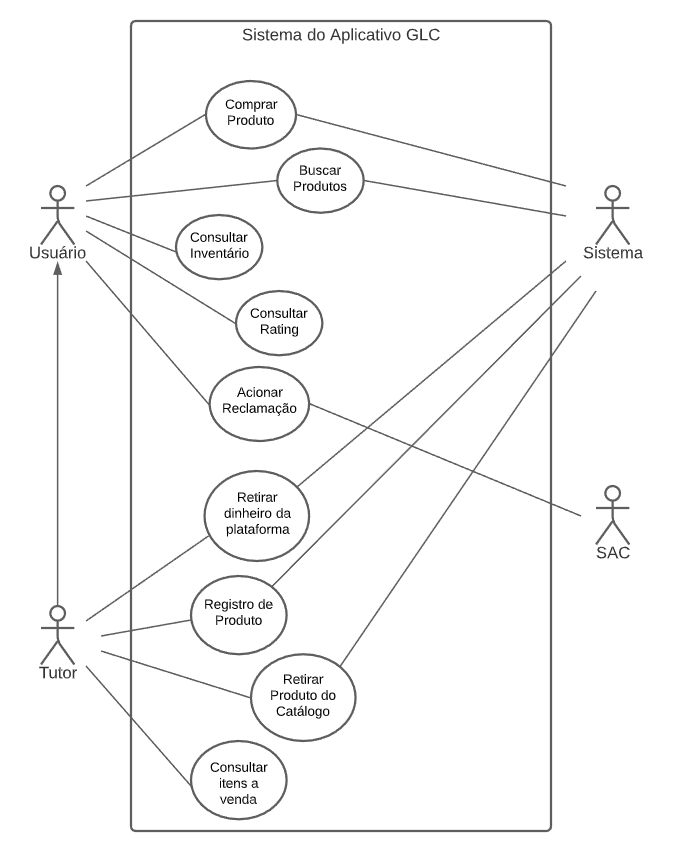 Sistema do Aplicativo GLC
Comprar
Produto
Buscar
Produtos
Usuário
Consultar
Inventário
Sistema
Consultar
Rating
Acionar
Reclamação
Retirar
dinheiro da
plataforma
SAC
Registro de
Produto
Tutor
Retirar
Produto do
Catálogo
Consultar
itens a
venda